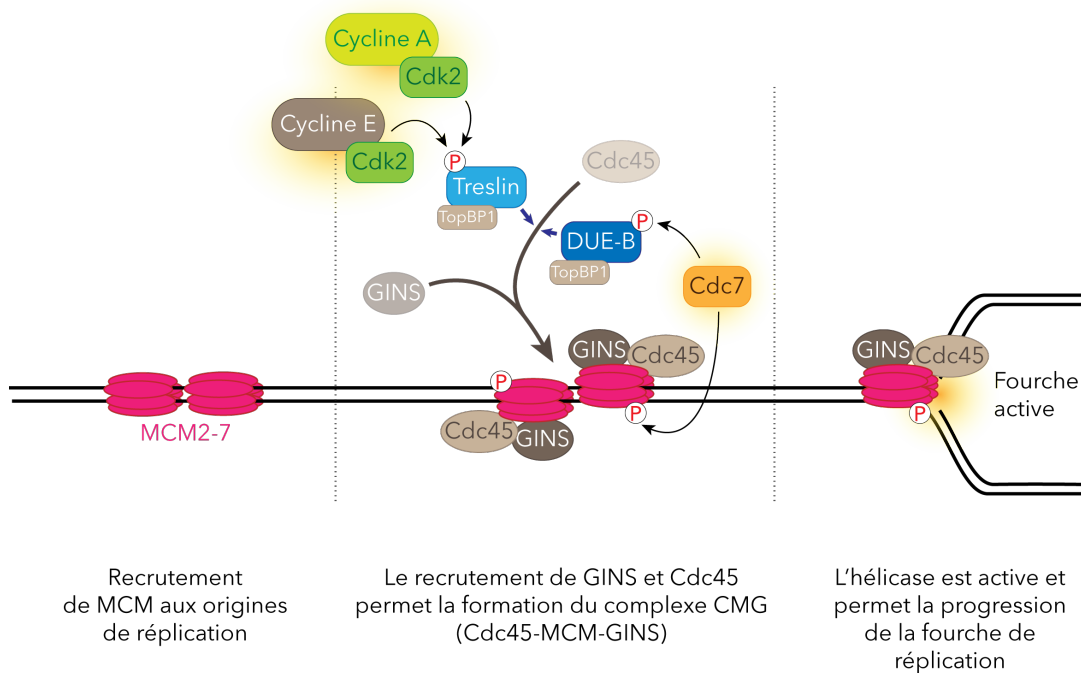 Cycline A
Cdk2
Cycline E
Cdk2
P
Treslin
TopBP1
Cdc45
P
DUE-B
TopBP1
Cdc7
GINS
GINS
Cdc45
P
P
Cdc45
GINS
MCM2-7
GINS
Cdc45
P
Fourche
active
Recrutement
de MCM aux origines
de réplication
Le recrutement de GINS et Cdc45
permet la formation du complexe CMG
(Cdc45-MCM-GINS)
L'hélicase est active et
permet la progression
de la fourche de
réplication